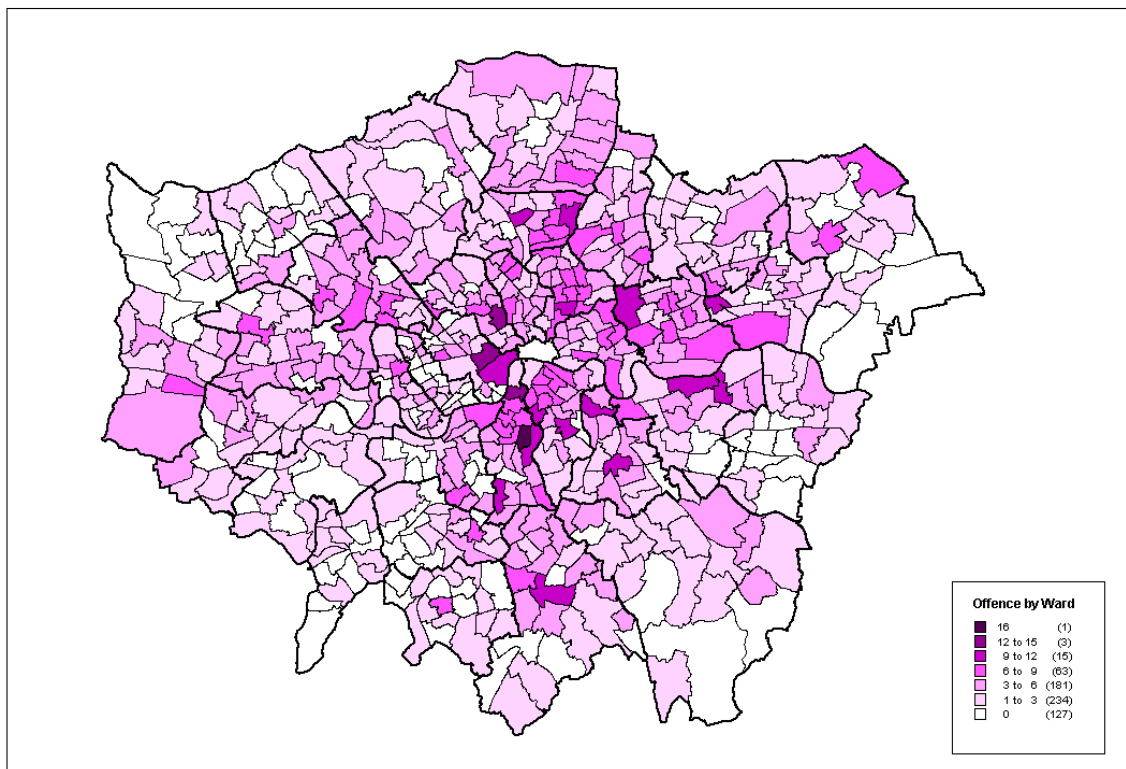 Offence by Ward
16 (1)
12 to 15 (3)
9 to 12 (15)
6 to 9 (63)
3 to 6 (181)
1 to 3 (234)
0 (127)